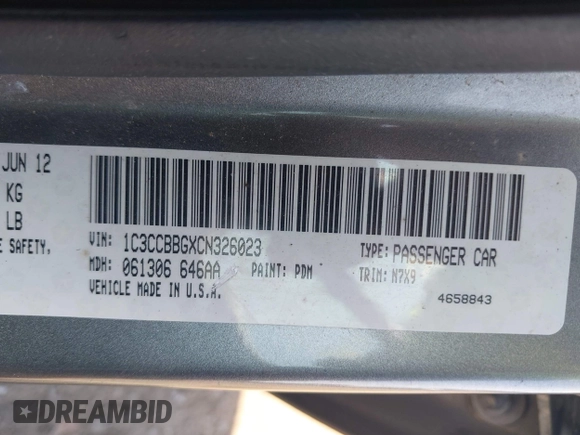 JUN 12
KG
LB
E SAFETY,
VIN: 1C3CCBBGXCN326023
TYPE: PASSENGER CAR
MDH: 061306 646AA PAINT: PDM TRIM: N7X9
VEHICLE MADE IN U.S.A.
4658843
DREAMBID